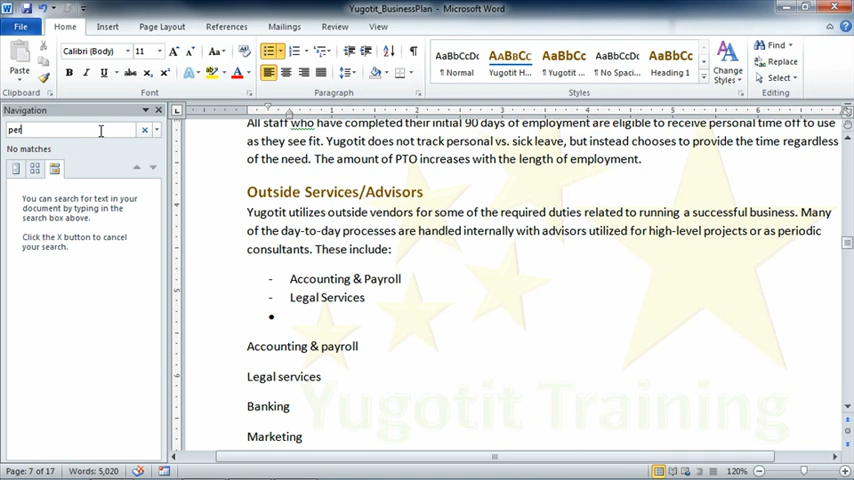 Yugotit_BusinessPlan - Microsoft Word
File Home Insert Page Layout References Mailings Review View Yugotit
Calibri (Body) 11
Paste
B I U abc x₂ x²
Clipboard Font Paragraph Styles Editing
AaBbCcDc AaBbCc AaBbCc AaBbCcDc AaBbCc
¶ Normal Yugotit H... ¶ Yugotit ... ¶ No Spaci... Heading 1
Change Styles
Find
Replace
Select
Navigation
per
No matches
You can search for text in your
document by typing in the
search box above.
Click the X button to cancel
your search.
All staff who have completed their initial 90 days of employment are eligible to receive personal time off to use
as they see fit. Yugotit does not track personal vs. sick leave, but instead chooses to provide the time regardless
of the need. The amount of PTO increases with the length of employment.
Outside Services/Advisors
Yugotit utilizes outside vendors for some of the required duties related to running a successful business. Many
of the day-to-day processes are handled internally with advisors utilized for high-level projects or as periodic
consultants. These include:
- Accounting & Payroll
- Legal Services
•
Accounting & payroll
Legal services
Banking
Marketing
Yugotit Training
Page: 7 of 17 Words: 5,020 120%